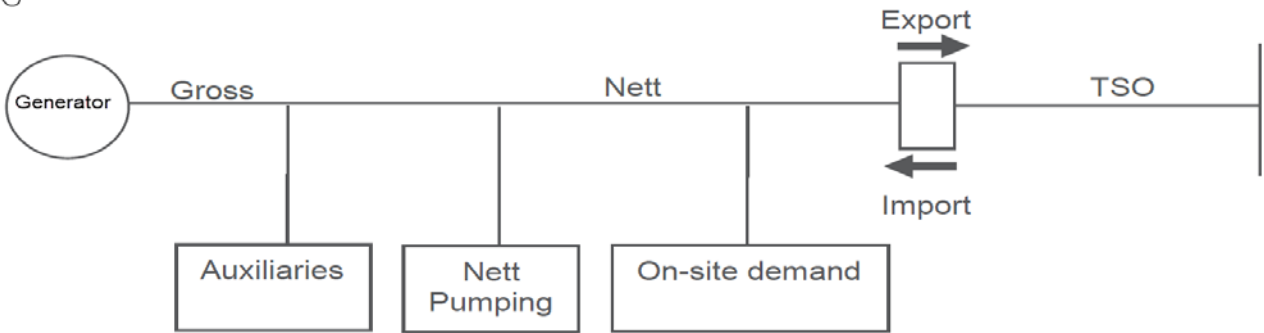 Export
Generator
Gross
Nett
TSO
Import
Auxiliaries
Nett
Pumping
On-site demand